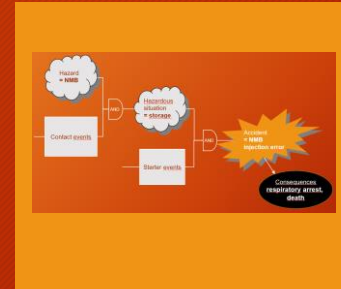 Hazard
= NMB
AND
Hazardous
situation
= storage
Contact events
AND
Accident
= NMB
injection error
Starter events
Consequences
respiratory arrest,
death